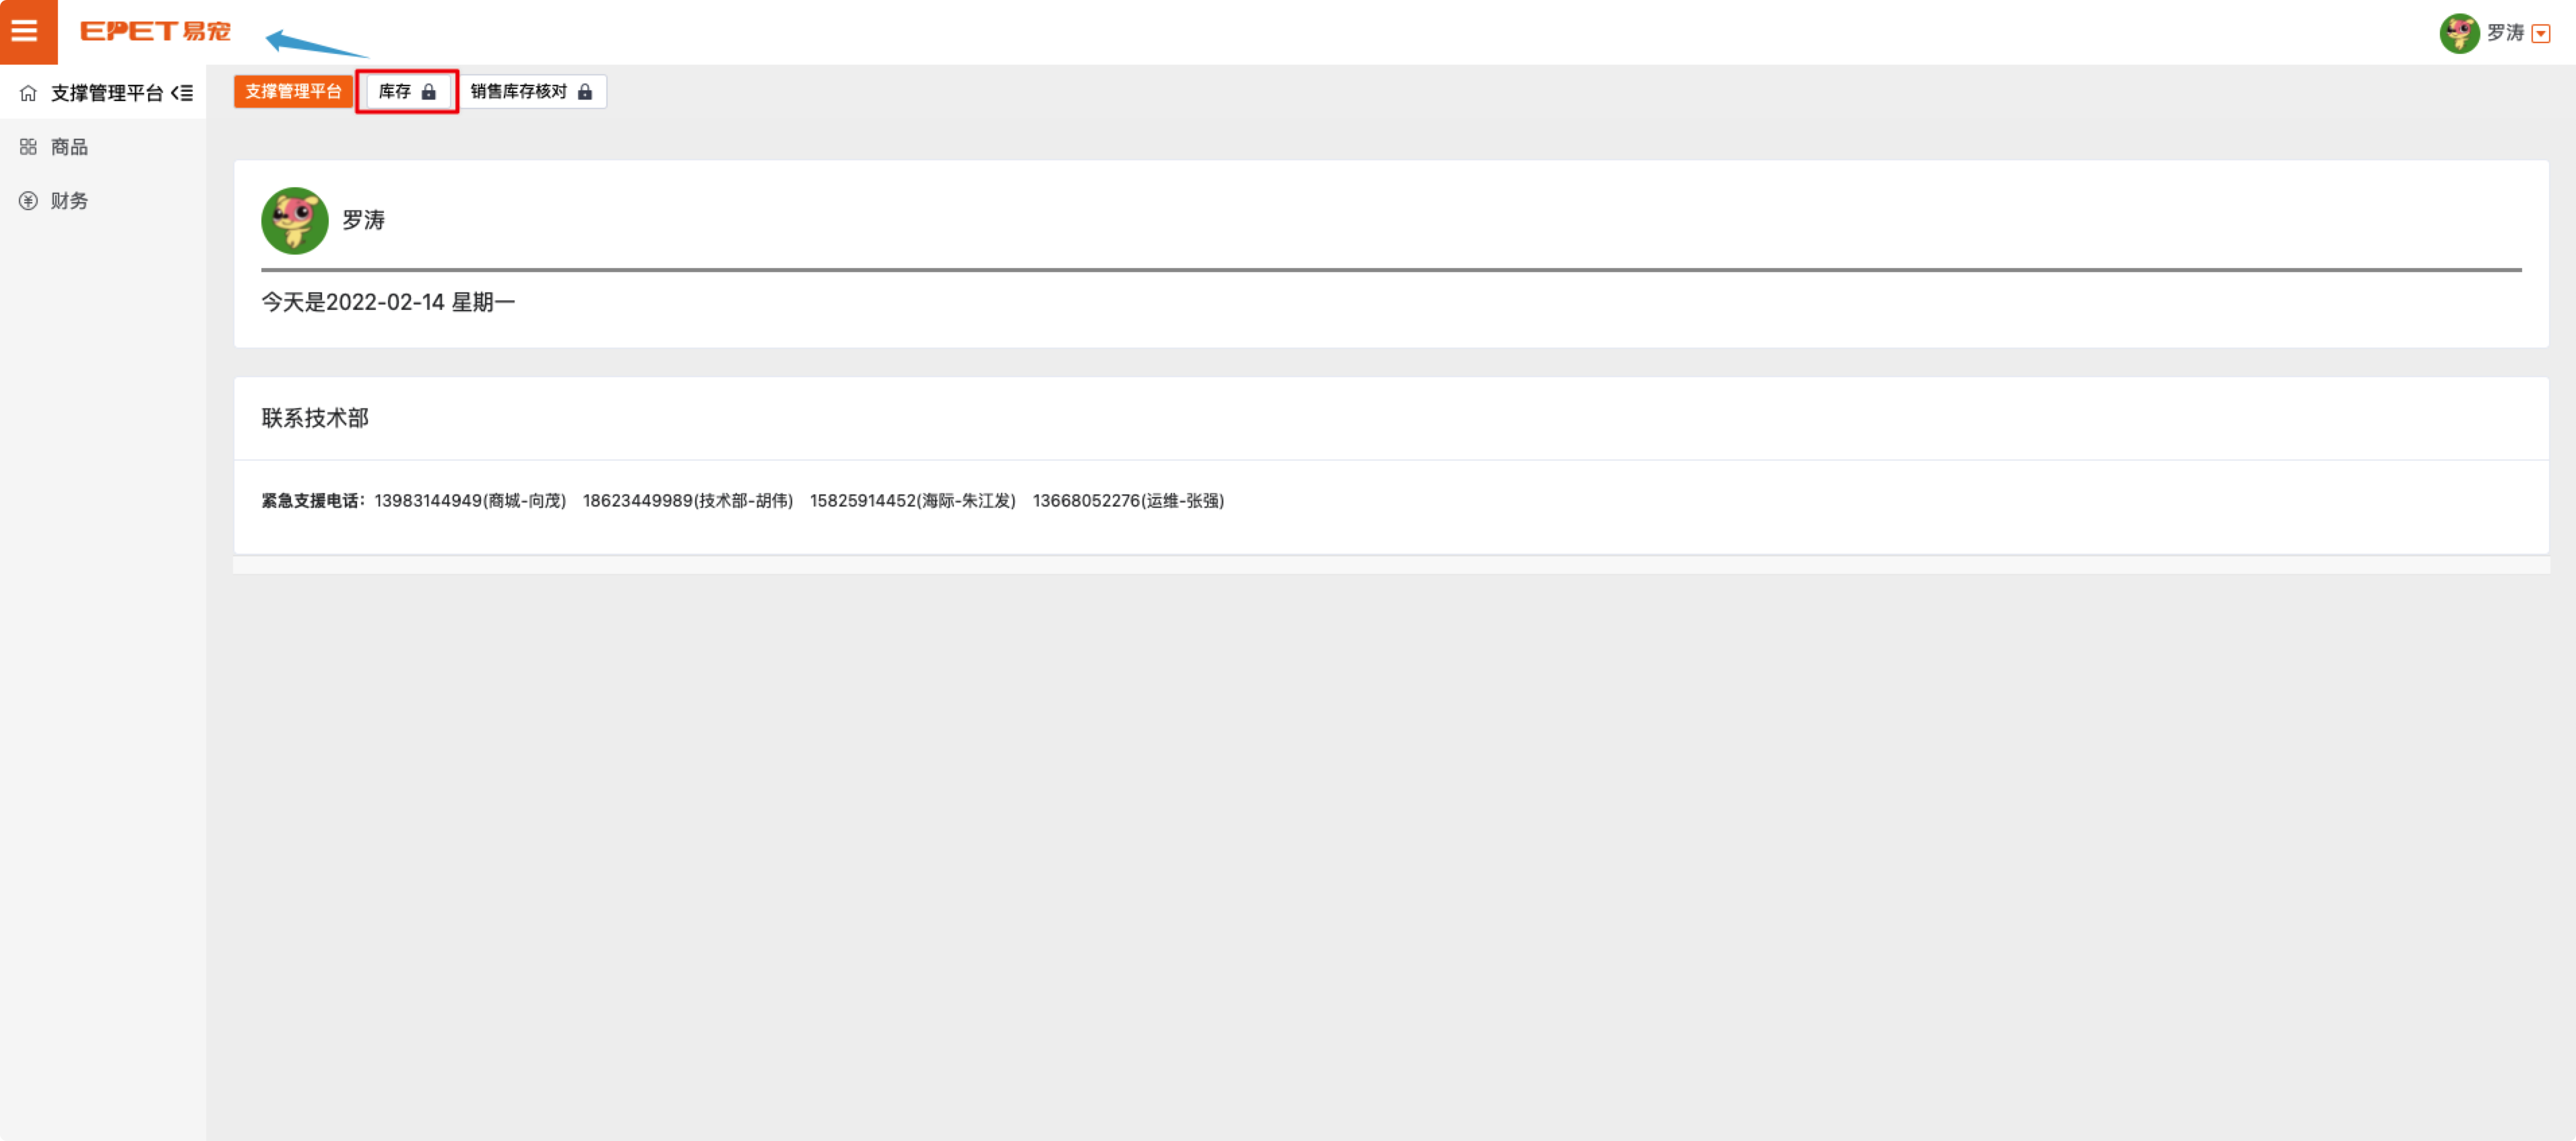 EPET易宠
罗涛
支撑管理平台
商品
财务
支撑管理平台 库存 销售库存核对
罗涛
今天是2022-02-14 星期一
联系技术部
紧急支援电话：13983144949(商城-向茂) 18623449989(技术部-胡伟) 15825914452(海际-朱江发) 13668052276(运维-张强)